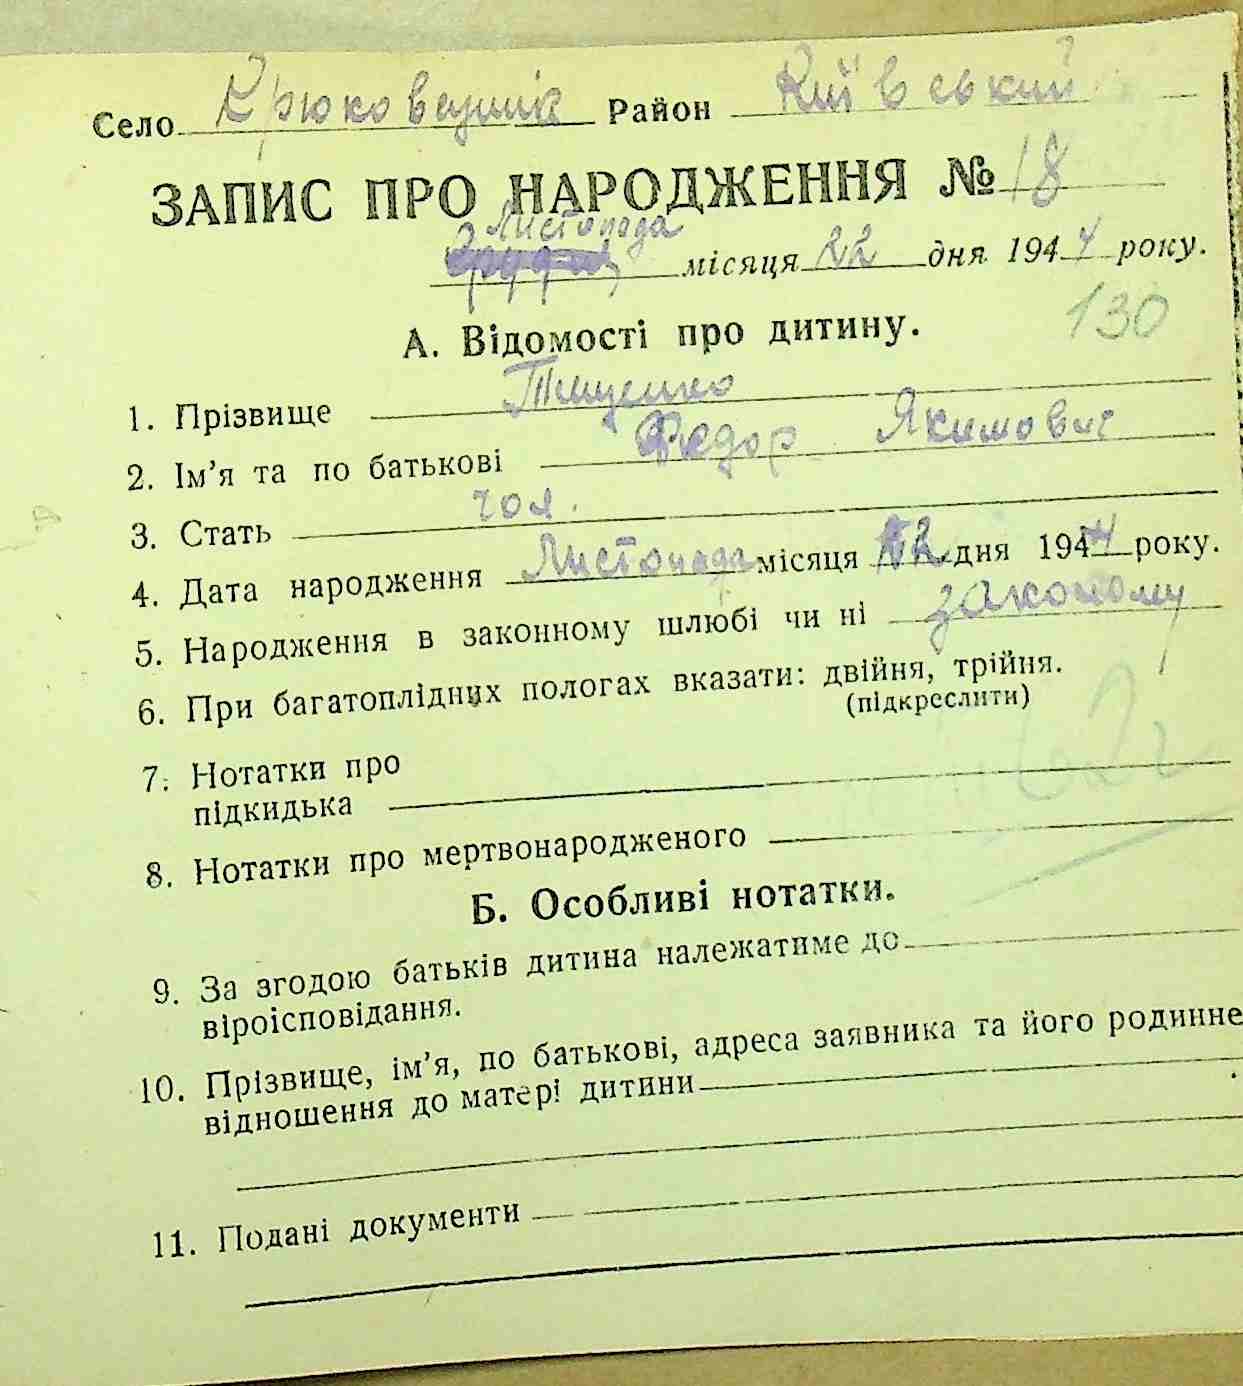 Село Крюковщина Район Київський
ЗАПИС ПРО НАРОДЖЕННЯ № 18
Листопада
місяця 22 дня 1944 року.
130
А. Відомості про дитину.
1. Прізвище Тищенко
2. Ім'я та по батькові Федор Якимович
3. Стать чол.
4. Дата народження Листопада місяця дня 1944 року.
5. Народження в законному шлюбі чи ні законому
6. При багатоплідних пологах вказати: двійня, трійня.
(підкреслити)
7. Нотатки про
підкидька
8. Нотатки про мертвонародженого
Б. Особливі нотатки.
9. За згодою батьків дитина належатиме до
віроісповідання.
10. Прізвище, ім'я, по батькові, адреса заявника та його родинне
відношення до матері дитини
11. Подані документи